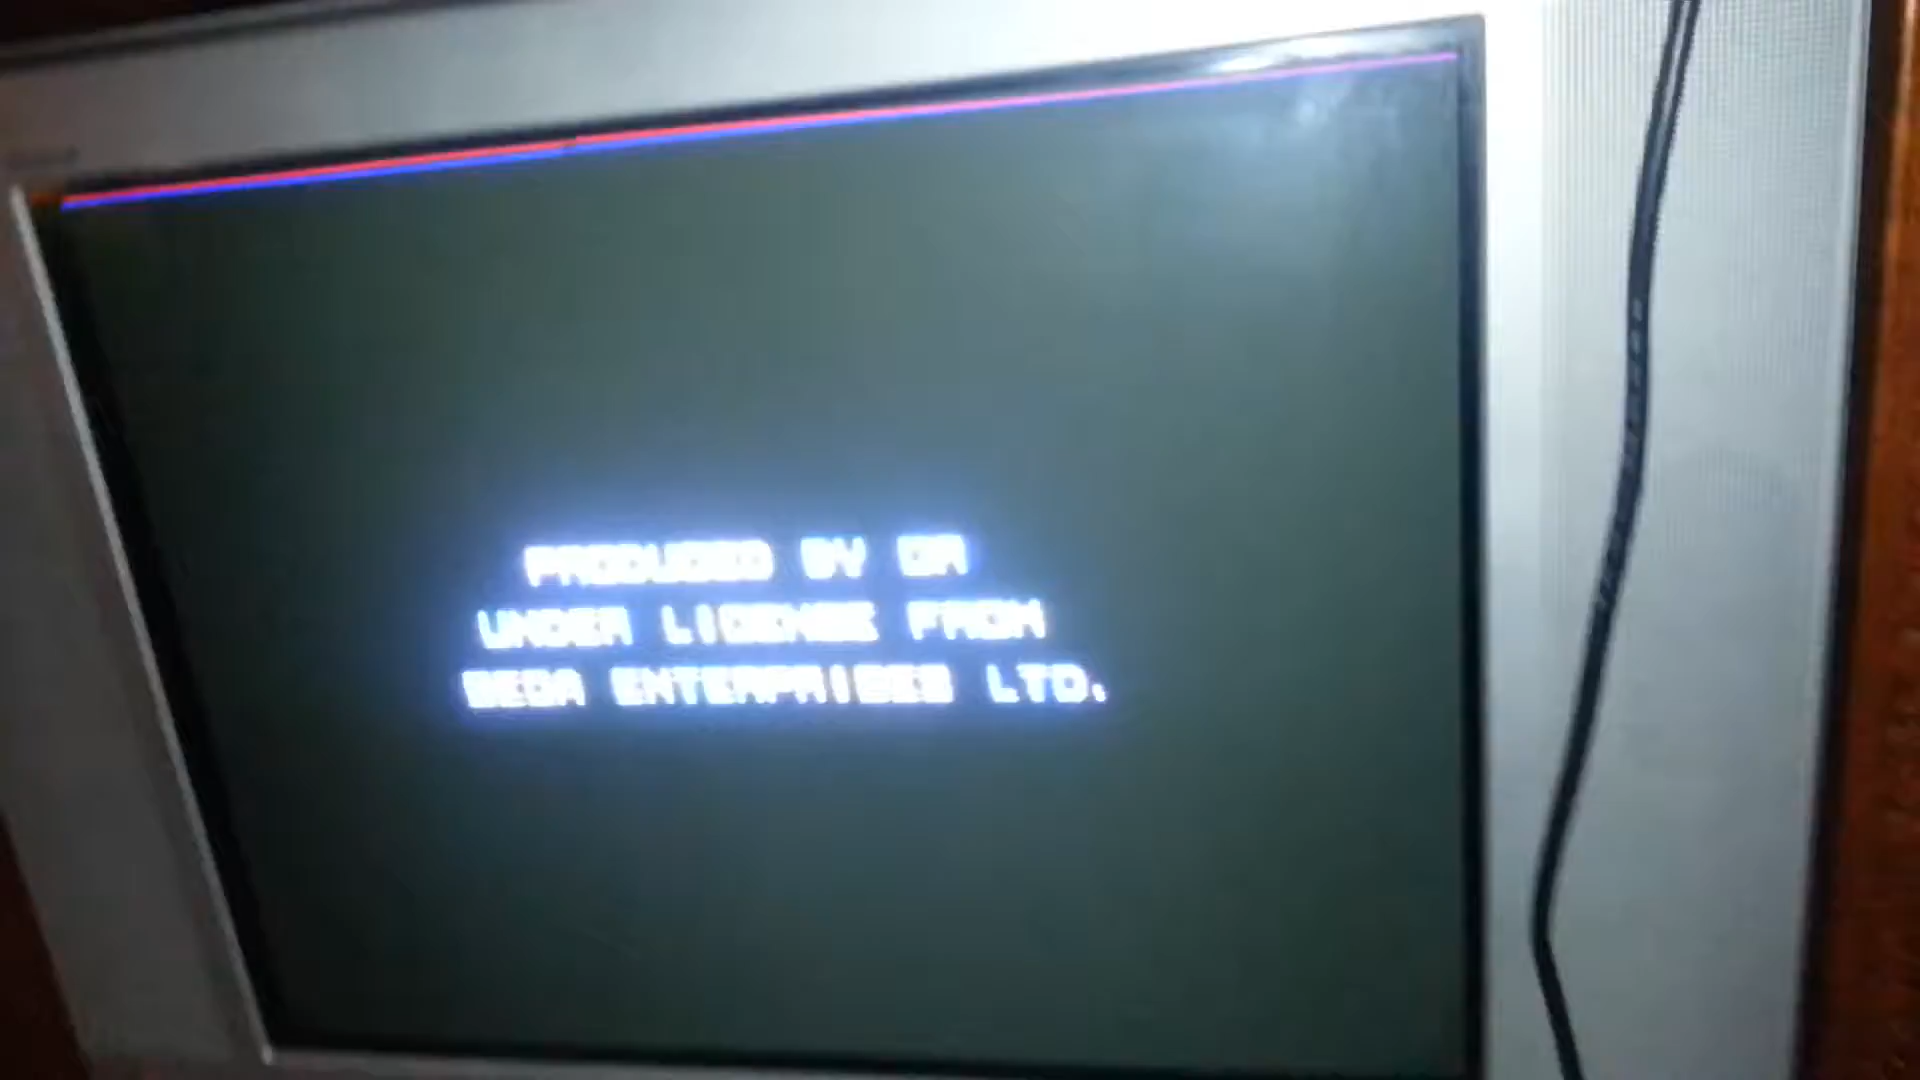 PRODUCED BY OR
UNDER LICENSE FROM
SEGA ENTERPRISES LTD.